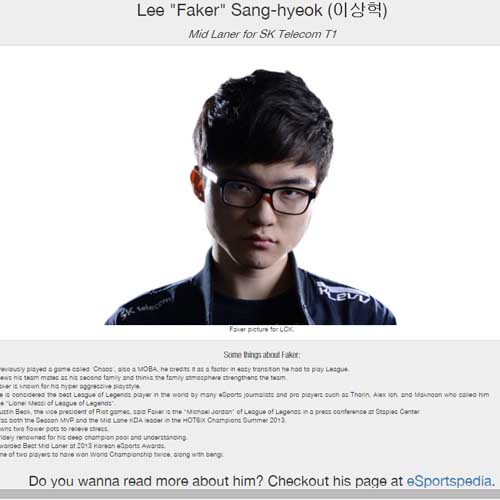 Lee "Faker" Sang-hyeok (이상혁)
Mid Laner for SK Telecom T1
SK telecom
KLEVV
Faker picture for LCK.
Some things about Faker:
reviously played a game called 'Chaos', also a MOBA, he credits it as a factor in easy transition he had to play League.
iews his team mates as his second family and thinks the family atmosphere strengthens the team.
aker is known for his hyper aggressive playstyle.
e is considered the best League of Legends player in the world by many eSports journalists and pro players such as Thorin, Alex Ich, and Maknoon who called him
e "Lionel Messi of League of Legends".
ustin Beck, the vice president of Riot games, said Faker is the "Michael Jordan" of League of Legends in a press conference at Staples Center
as both the Season MVP and the Mid Lane KDA leader in the HOT6iX Champions Summer 2013.
wns two flower pots to relieve stress.
idely renowned for his deep champion pool and understanding.
warded Best Mid Laner at 2013 Korean eSports Awards.
ne of two players to have won World Championship twice, along with bengi.
Do you wanna read more about him? Checkout his page at eSportspedia.